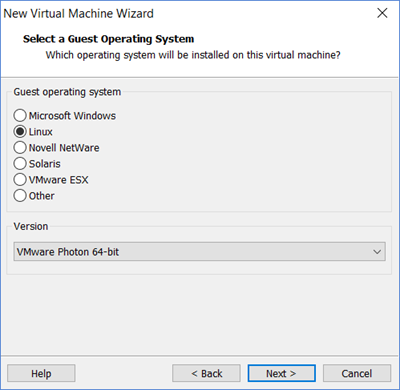 New Virtual Machine Wizard
Select a Guest Operating System
Which operating system will be installed on this virtual machine?
Guest operating system
Microsoft Windows
Linux
Novell NetWare
Solaris
VMware ESX
Other
Version
VMware Photon 64-bit
Help
< Back
Next >
Cancel